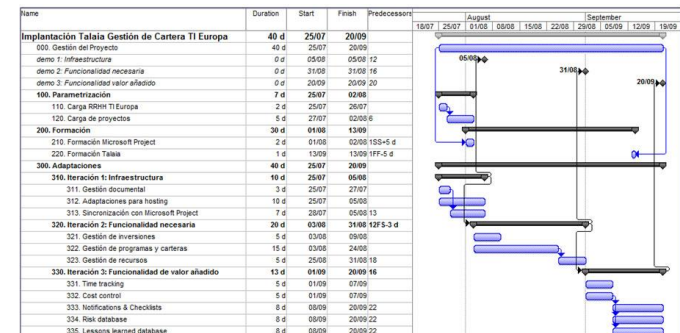 Name Duration Start Finish Predecessors
August September
18/07 25/07 01/08 08/08 15/08 22/08 29/08 05/09 12/09 19/09
Implantación Talaia Gestión de Cartera TI Europa 40 d 25/07 20/09
000. Gestión del Proyecto 40 d 25/07 20/09
demo 1: Infraestructura 0 d 05/08 05/08 12 05/08
demo 2: Funcionalidad necesaria 0 d 31/08 31/08 16 31/08
demo 3: Funcionalidad valor añadido 0 d 20/09 20/09 20 20/09
100. Parametrización 7 d 25/07 02/08
110. Carga RRHH TI Europa 2 d 25/07 26/07
120. Carga de proyectos 5 d 27/07 02/08 6
200. Formación 30 d 01/08 13/09
210. Formación Microsoft Project 2 d 01/08 02/08 1SS+5 d
220. Formación Talaia 1 d 13/09 13/09 1FF-5 d
300. Adaptaciones 40 d 25/07 20/09
310. Iteración 1: Infraestructura 10 d 25/07 05/08
311. Gestión documental 3 d 25/07 27/07
312. Adaptaciones para hosting 10 d 25/07 05/08
313. Sincronización con Microsoft Project 7 d 28/07 05/08 13
320. Iteración 2: Funcionalidad necesaria 20 d 03/08 31/08 12FS-3 d
321. Gestión de inversiones 5 d 03/08 09/08
322. Gestión de programas y carteras 15 d 03/08 24/08
323. Gestión de recursos 5 d 25/08 31/08 18
330. Iteración 3: Funcionalidad de valor añadido 13 d 01/09 20/09 16
331. Time tracking 5 d 01/09 07/09
332. Cost control 5 d 01/09 07/09
333. Notifications & Checklists 8 d 08/09 20/09 22
334. Risk database 8 d 08/09 20/09 22
335. Lessons learned database 8 d 08/09 20/09 22